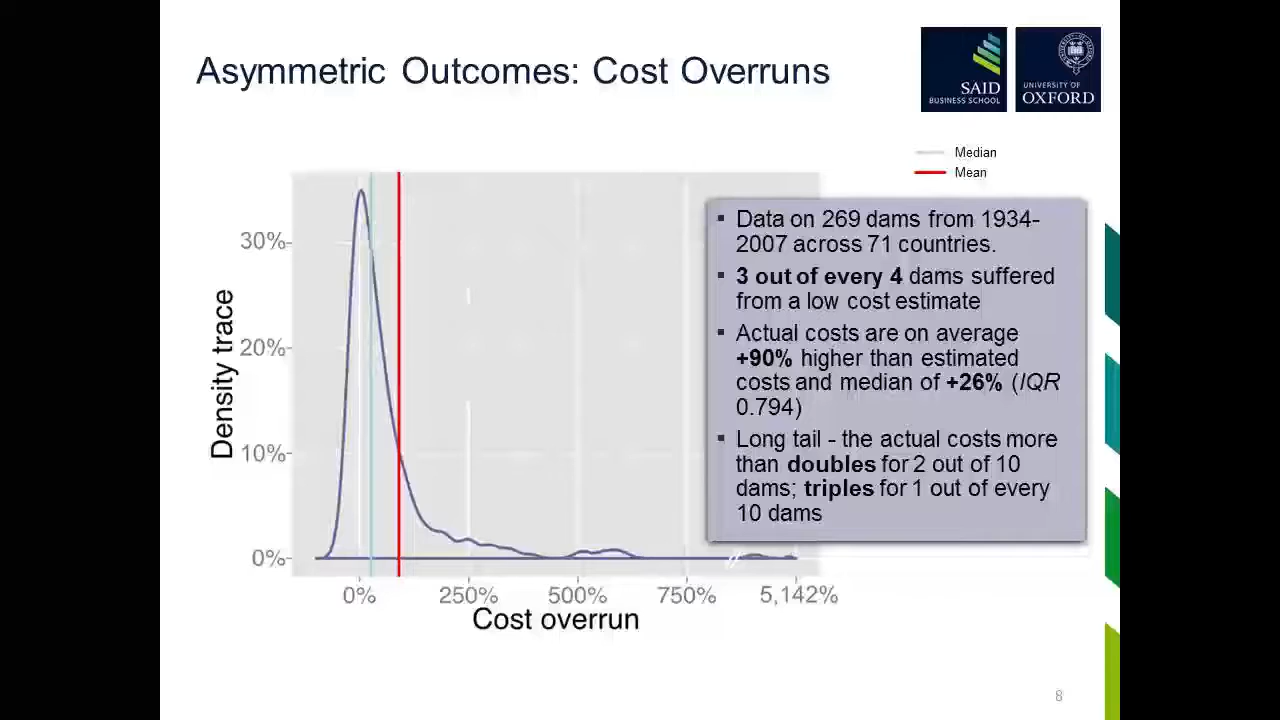 Asymmetric Outcomes: Cost Overruns
SAID
BUSINESS SCHOOL
UNIVERSITY OF
OXFORD
Median
Mean
▪ Data on 269 dams from 1934-
2007 across 71 countries.
▪ 3 out of every 4 dams suffered
from a low cost estimate
▪ Actual costs are on average
+90% higher than estimated
costs and median of +26% (IQR
0.794)
▪ Long tail - the actual costs more
than doubles for 2 out of 10
dams; triples for 1 out of every
10 dams
Density trace
30%
20%
10%
0%
0% 250% 500% 750% 5,142%
Cost overrun
8